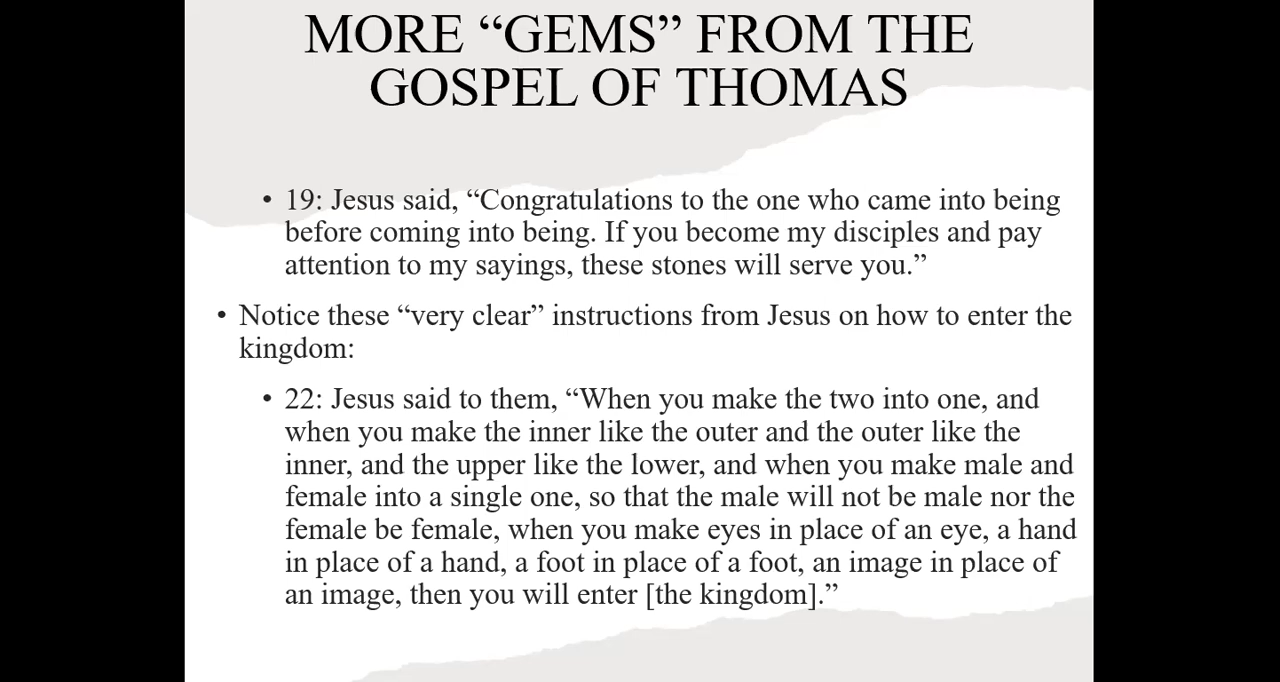 MORE “GEMS” FROM THE
GOSPEL OF THOMAS
• 19: Jesus said, “Congratulations to the one who came into being
before coming into being. If you become my disciples and pay
attention to my sayings, these stones will serve you.”
• Notice these “very clear” instructions from Jesus on how to enter the
kingdom:
• 22: Jesus said to them, “When you make the two into one, and
when you make the inner like the outer and the outer like the
inner, and the upper like the lower, and when you make male and
female into a single one, so that the male will not be male nor the
female be female, when you make eyes in place of an eye, a hand
in place of a hand, a foot in place of a foot, an image in place of
an image, then you will enter [the kingdom].”